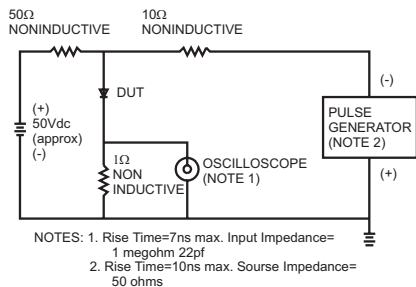 50Ω
NONINDUCTIVE
10Ω
NONINDUCTIVE
(+)
50Vdc
(approx)
(-)
DUT
1Ω
NON
INDUCTIVE
OSCILLOSCOPE
(NOTE 1)
(-)
PULSE
GENERATOR
(NOTE 2)
(+)
NOTES: 1. Rise Time=7ns max. Input Impedance=
1 megohm 22pf
2. Rise Time=10ns max. Sourse Impedance=
50 ohms